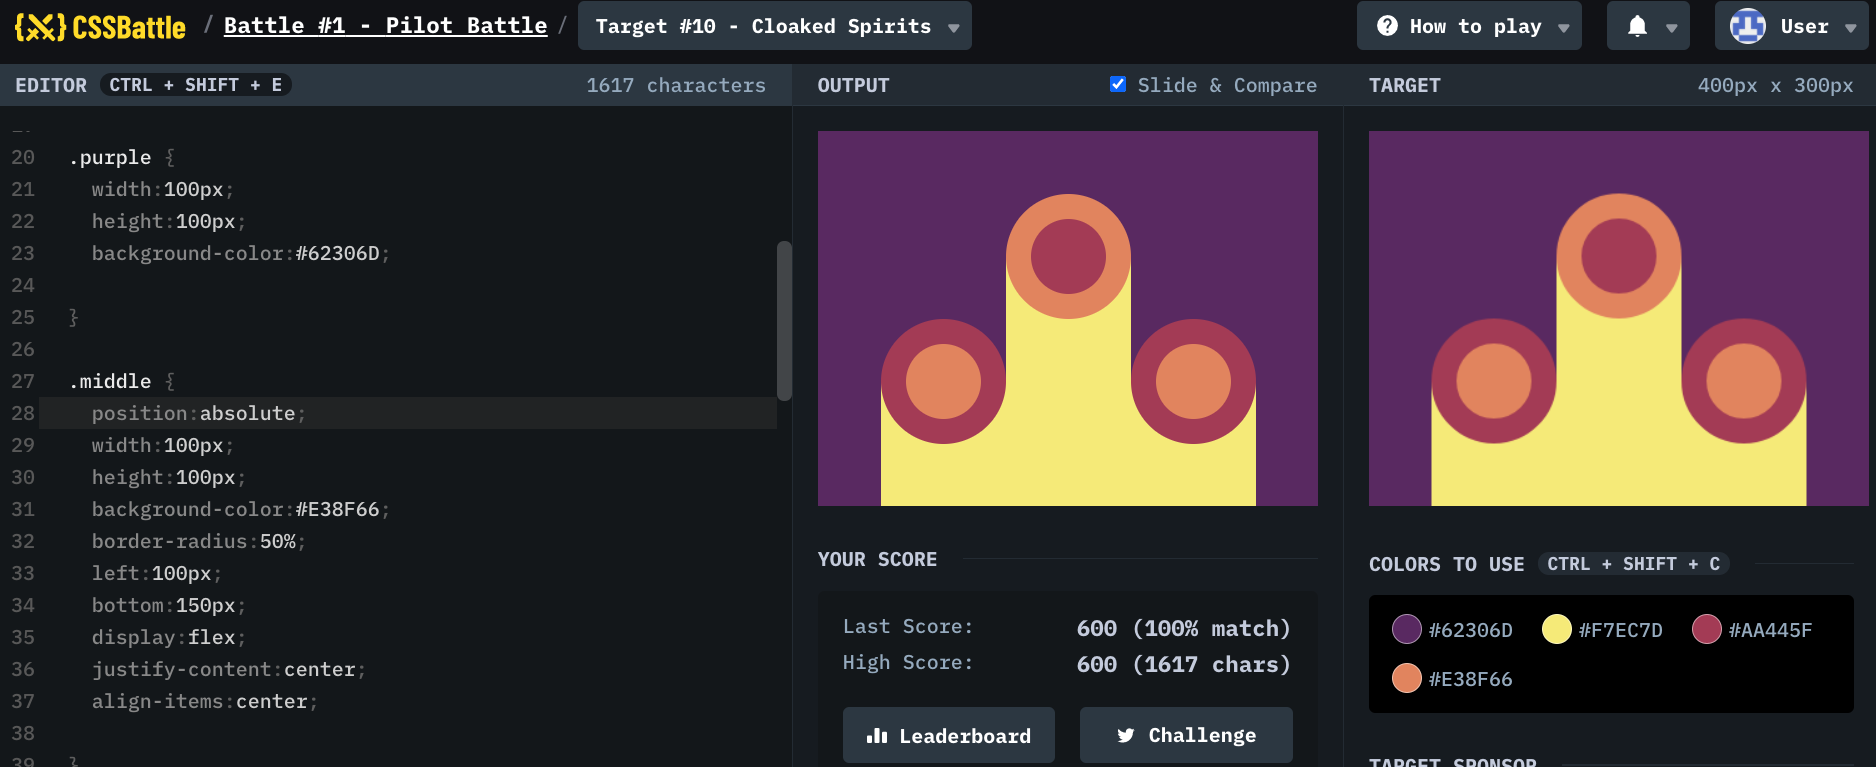 CSSBattle / Battle #1 - Pilot Battle / Target #10 - Cloaked Spirits
How to play
User
EDITOR CTRL + SHIFT + E 1617 characters
20 .purple {
21 width:100px;
22 height:100px;
23 background-color:#62306D;
24
25 }
26
27 .middle {
28 position:absolute;
29 width:100px;
30 height:100px;
31 background-color:#E38F66;
32 border-radius:50%;
33 left:100px;
34 bottom:150px;
35 display:flex;
36 justify-content:center;
37 align-items:center;
38
39 }
OUTPUT Slide & Compare
YOUR SCORE
Last Score: 600 (100% match)
High Score: 600 (1617 chars)
Leaderboard Challenge
TARGET 400px x 300px
COLORS TO USE CTRL + SHIFT + C
#62306D #F7EC7D #AA445F
#E38F66
TARGET SPONSOR